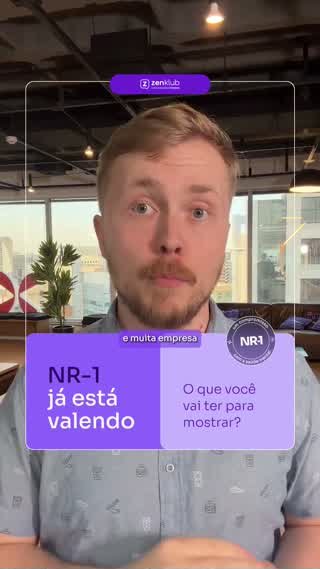 zenklub
e muita empresa
NR-1
NR-1
já está
valendo
O que você
vai ter para
mostrar?